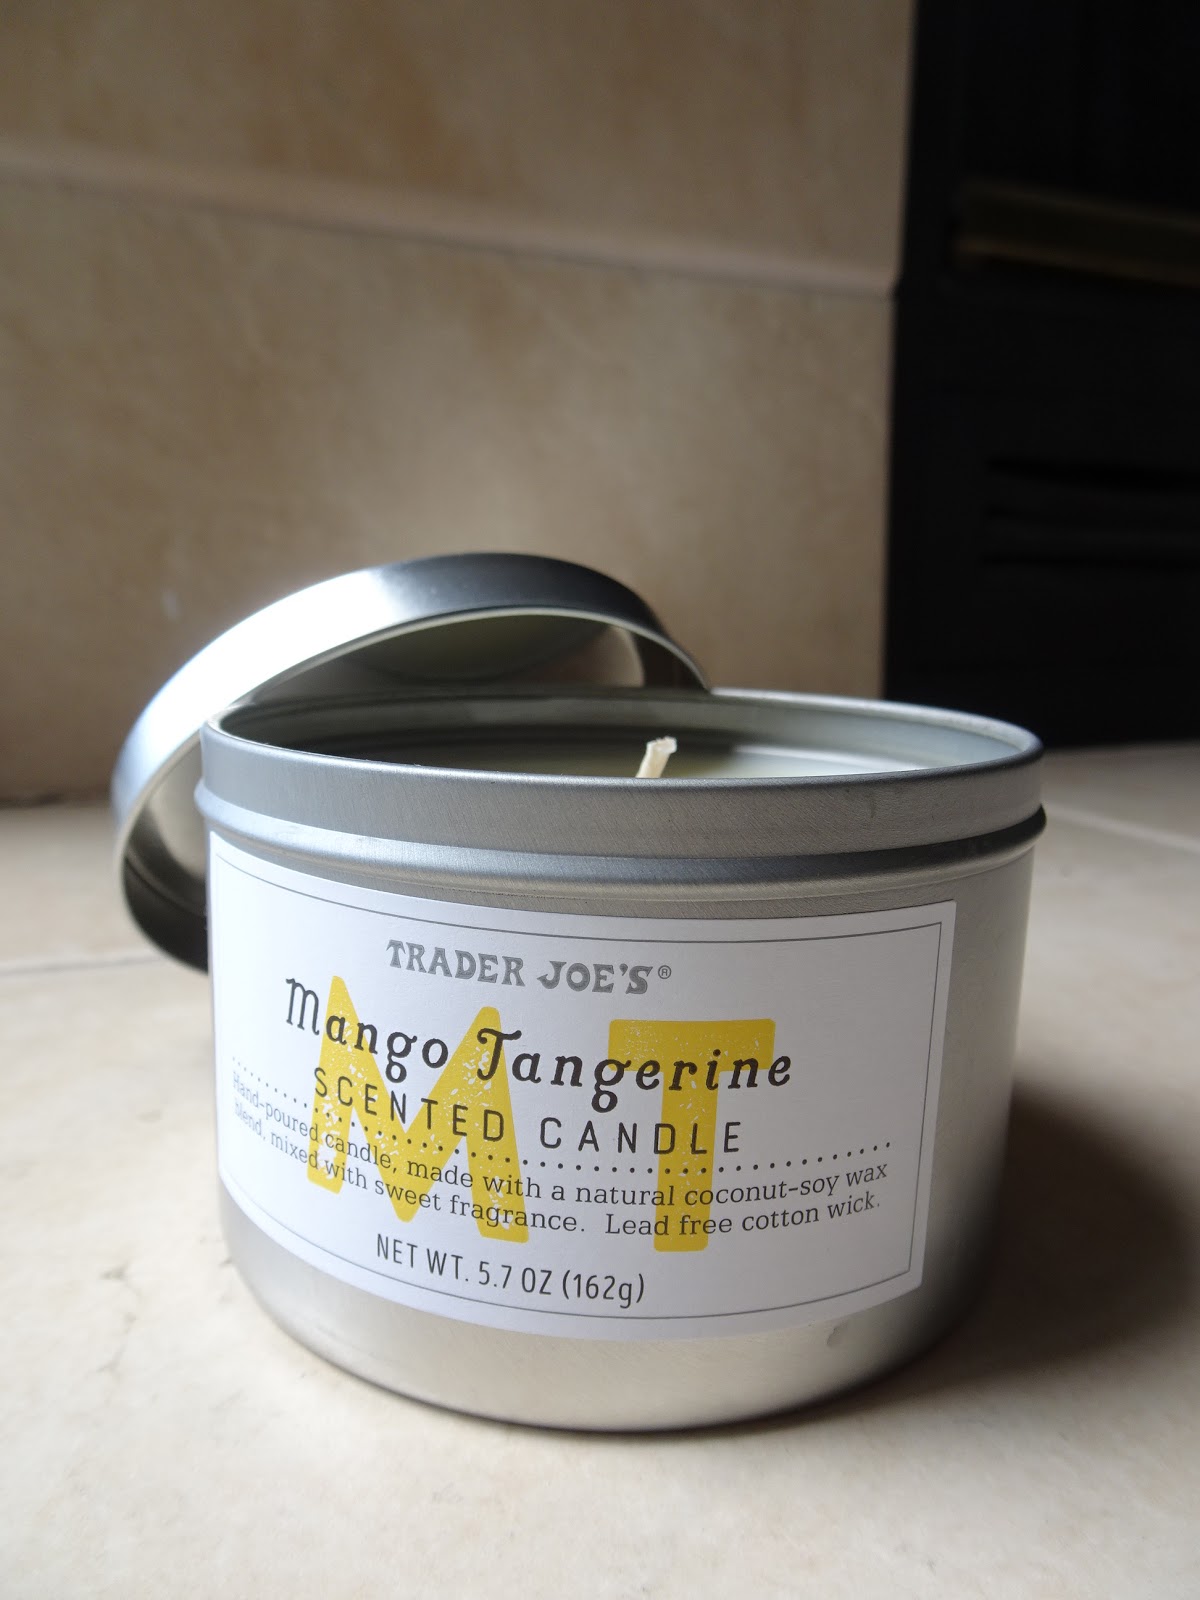 TRADER JOE'S®
MT
Mango Tangerine
SCENTED CANDLE
Hand-poured candle, made with a natural coconut-soy wax
blend, mixed with sweet fragrance. Lead free cotton wick.
NET WT. 5.7 OZ (162g)